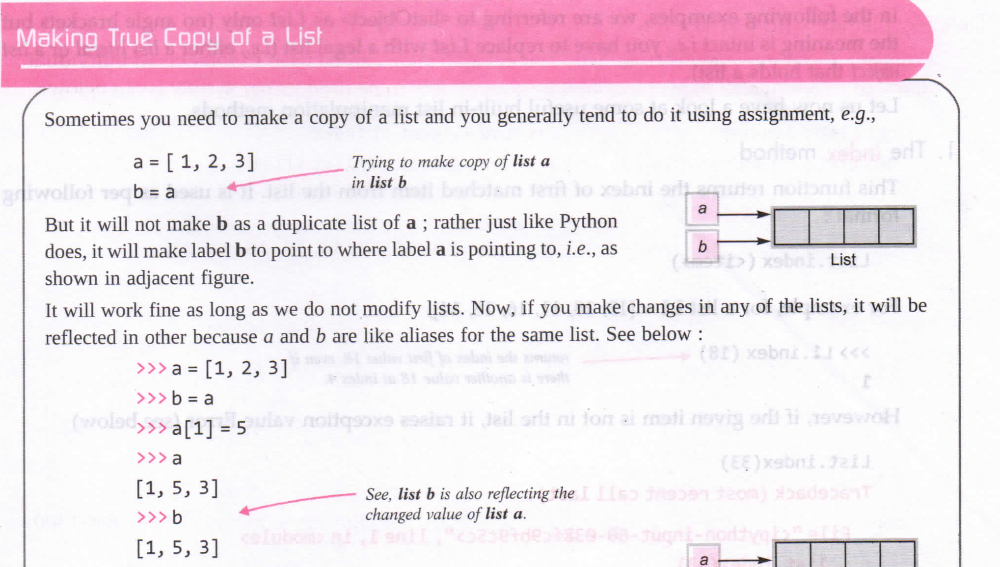 Making True Copy of a List
Sometimes you need to make a copy of a list and you generally tend to do it using assignment, e.g.,
a = [ 1, 2, 3]
b = a
Trying to make copy of list a
in list b
But it will not make b as a duplicate list of a ; rather just like Python
does, it will make label b to point to where label a is pointing to, i.e., as
shown in adjacent figure.
a
b
List
It will work fine as long as we do not modify lists. Now, if you make changes in any of the lists, it will be
reflected in other because a and b are like aliases for the same list. See below :
>>> a = [1, 2, 3]
>>> b = a
>>> a[1] = 5
>>> a
[1, 5, 3]
>>> b
[1, 5, 3]
See, list b is also reflecting the
changed value of list a.
a